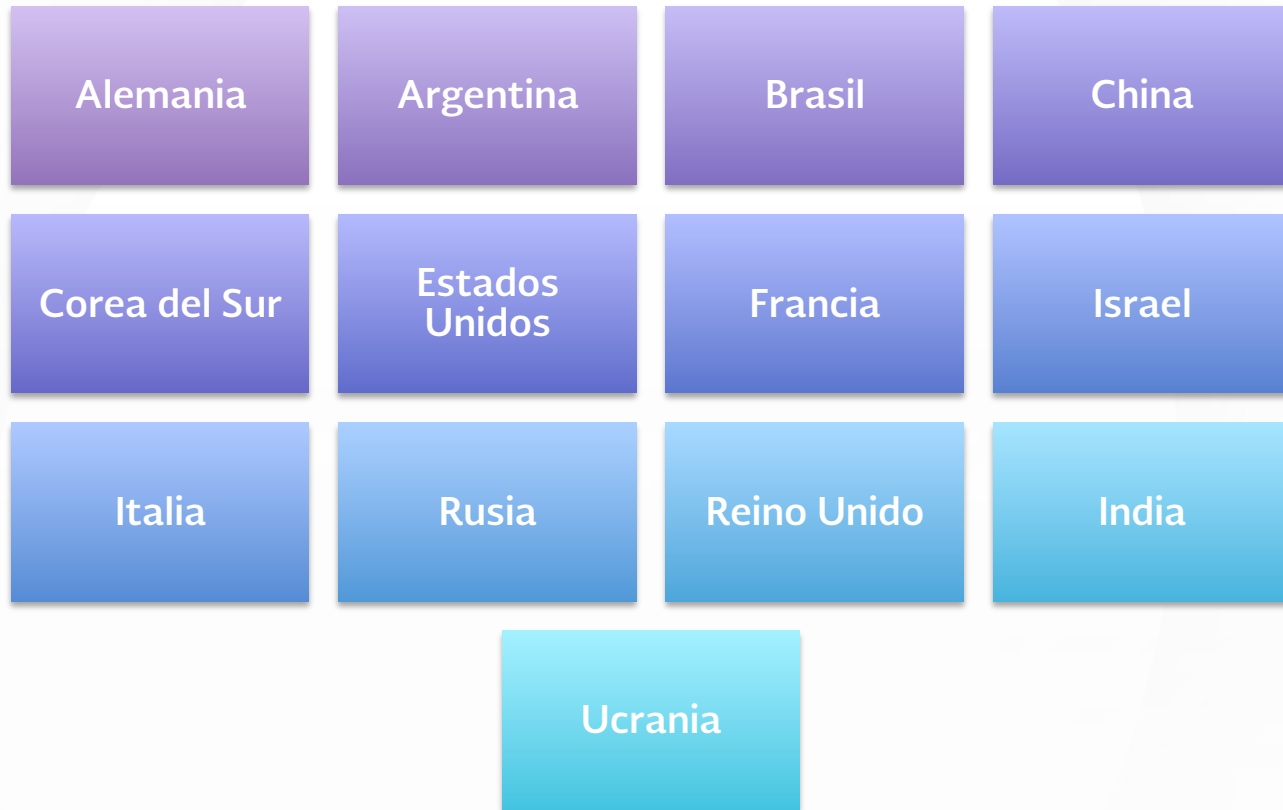 Alemania
Argentina
Brasil
China
Corea del Sur
Estados
Unidos
Francia
Israel
Italia
Rusia
Reino Unido
India
Ucrania